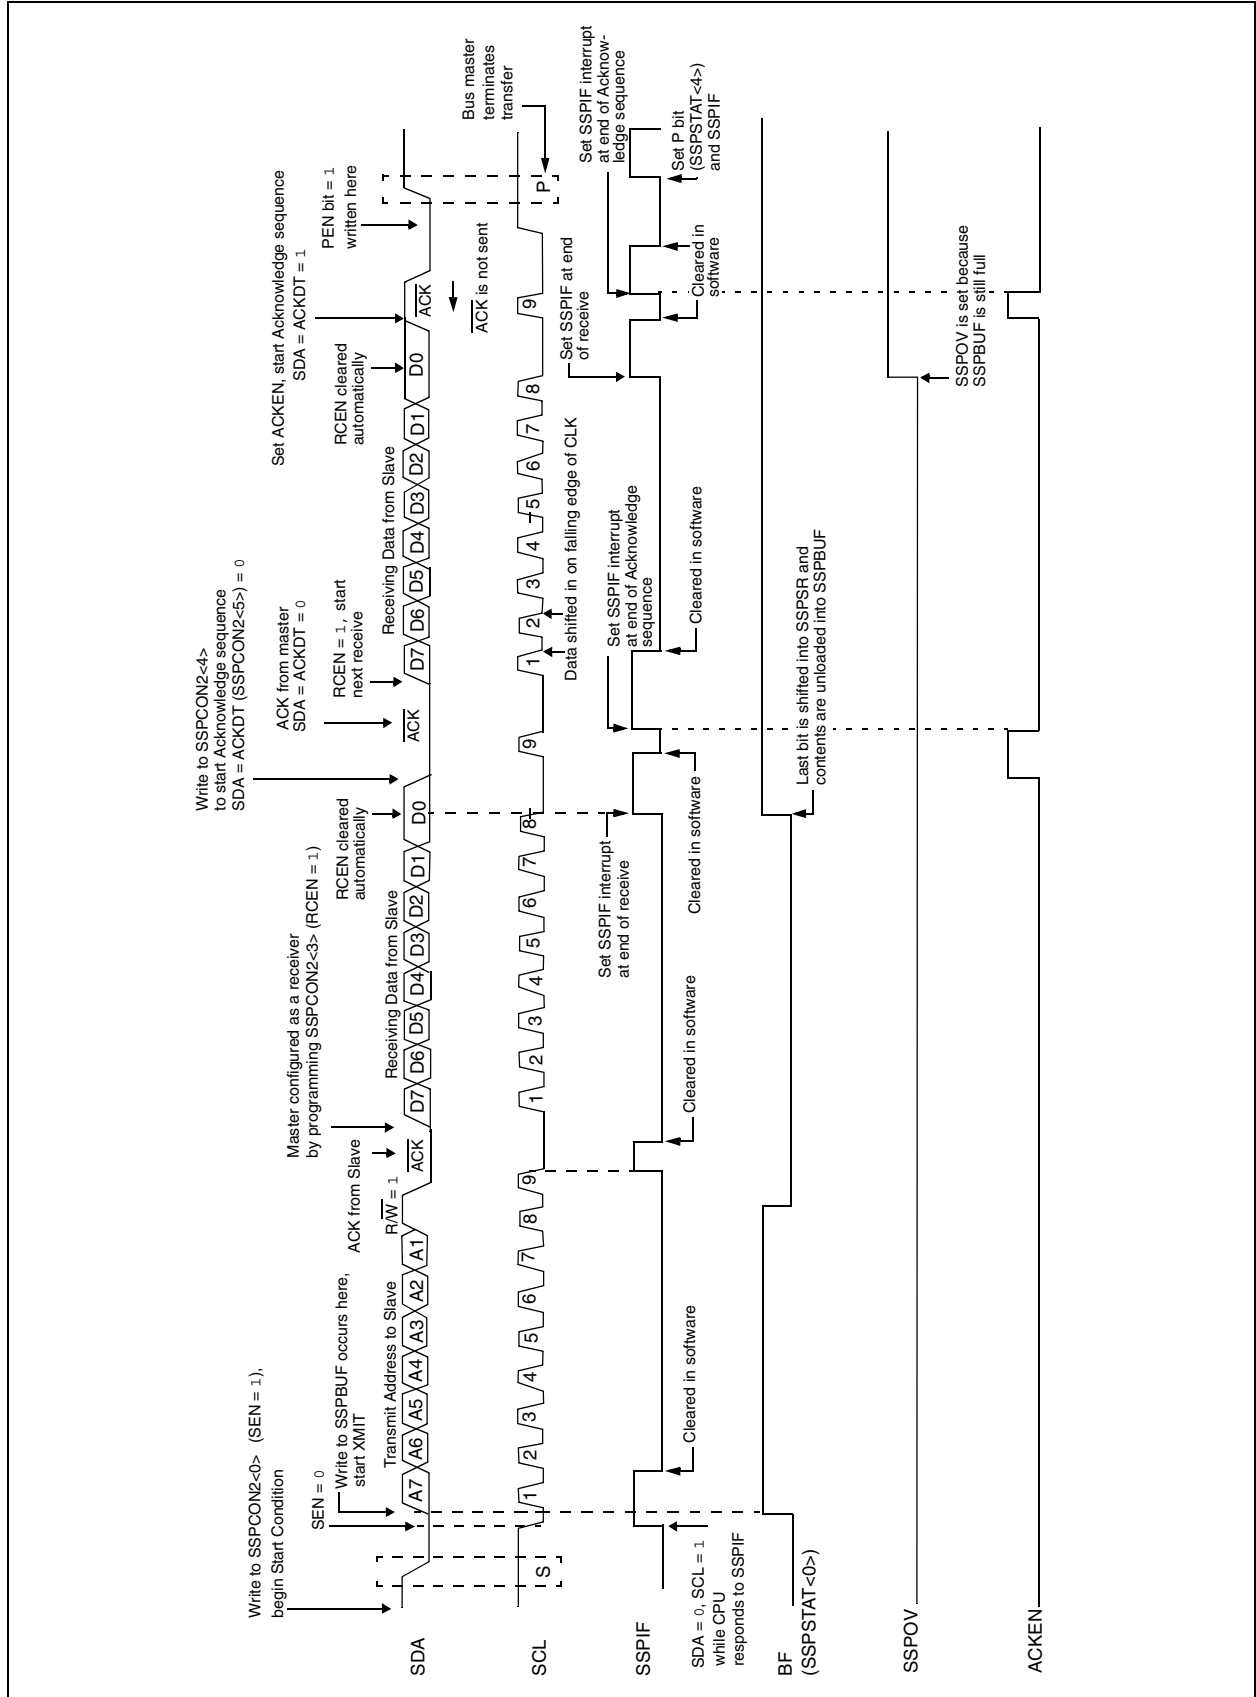 Write to SSPCON2<0> (SEN = 1),
begin Start Condition
SEN = 0
Write to SSPBUF occurs here,
start XMIT
ACK from Slave
Master configured as a receiver
by programming SSPCON2<3> (RCEN = 1)
RCEN cleared
automatically
Write to SSPCON2<4>
to start Acknowledge sequence
SDA = ACKDT (SSPCON2<5>) = 0
ACK from master
SDA = ACKDT = 0
RCEN = 1, start
next receive
RCEN cleared
automatically
Set ACKEN, start Acknowledge sequence
SDA = ACKDT = 1
PEN bit = 1
written here
Transmit Address to Slave
R/W = 1
Receiving Data from Slave
Receiving Data from Slave
SDA
A7 A6 A5 A4 A3 A2 A1
ACK
D7 D6 D5 D4 D3 D2 D1 D0
ACK
D7 D6 D5 D4 D3 D2 D1 D0
ACK
ACK is not sent
Bus master
terminates
transfer
SCL
S
1 2 3 4 5 6 7 8 9
1 2 3 4 5 6 7 8 9
1 2 3 4 5 6 7 8 9
P
Data shifted in on falling edge of CLK
Set SSPIF interrupt
at end of receive
Set SSPIF interrupt
at end of Acknowledge
sequence
Set SSPIF at end
of receive
Set SSPIF interrupt
at end of Acknow-
ledge sequence
SSPIF
SDA = 0, SCL = 1
while CPU
responds to SSPIF
Cleared in software
Cleared in software
Cleared in software
Cleared in software
Cleared in
software
Set P bit
(SSPSTAT<4>)
and SSPIF
BF
(SSPSTAT<0>)
Last bit is shifted into SSPSR and
contents are unloaded into SSPBUF
SSPOV
SSPOV is set because
SSPBUF is still full
ACKEN